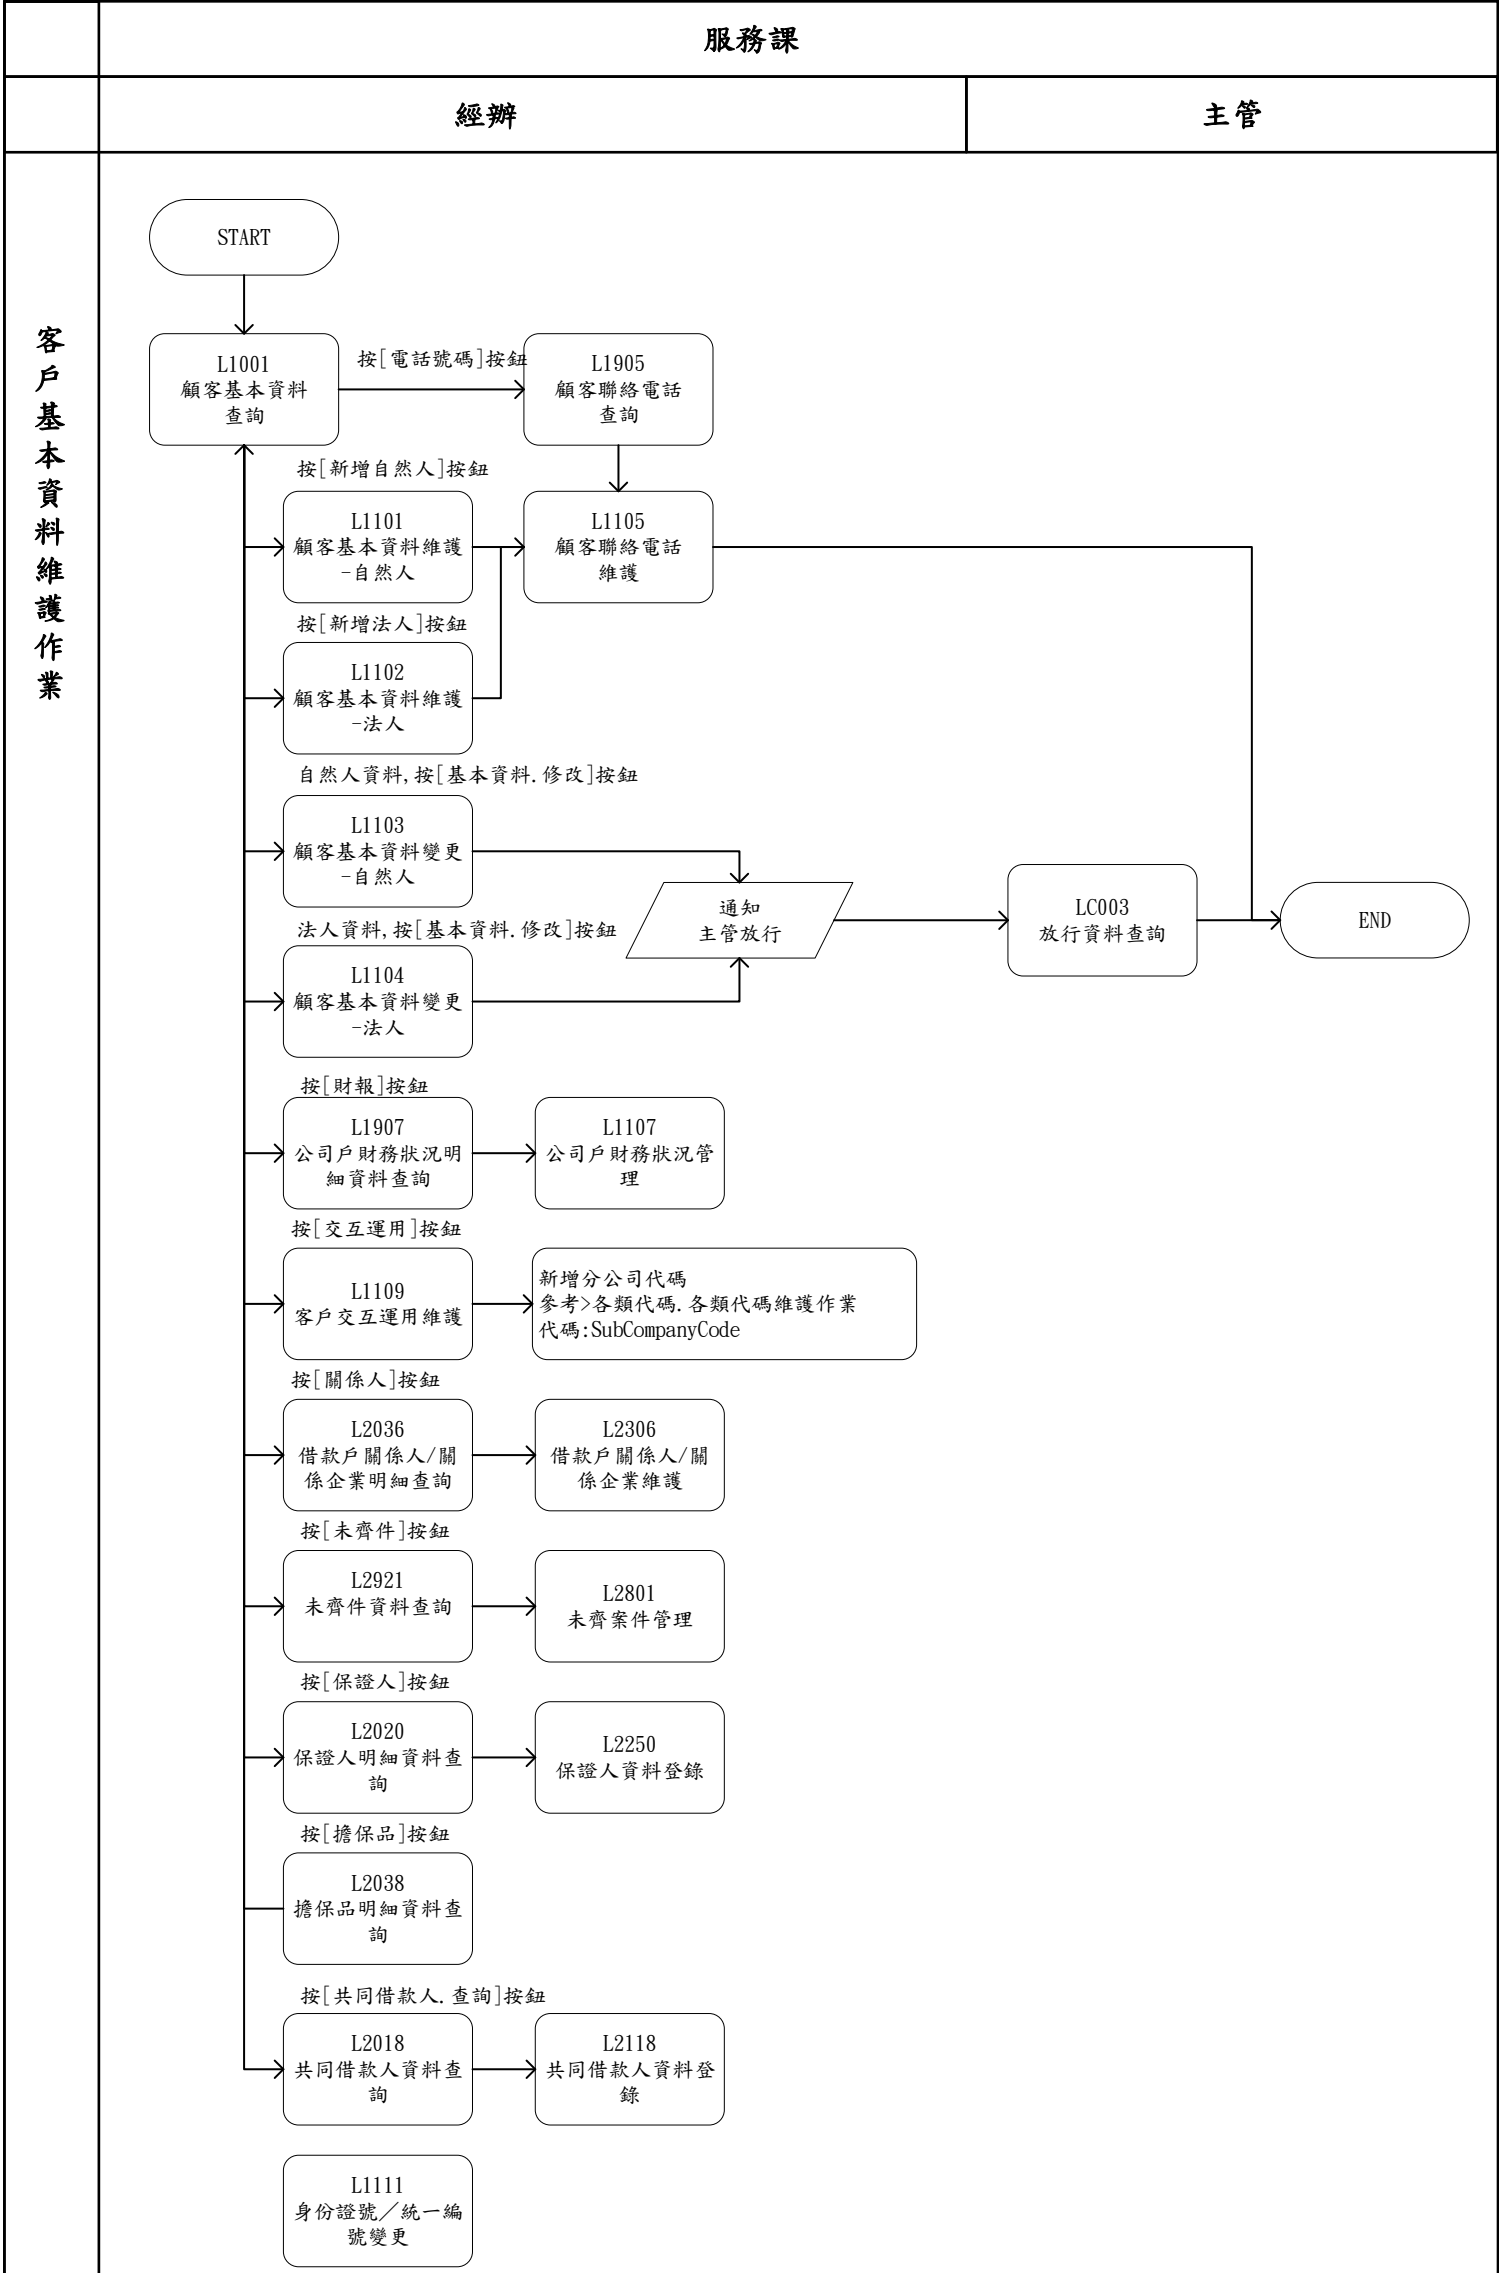 服務課
經辦
主管
客戶基本資料維護作業
START
L1001
顧客基本資料
查詢
按[電話號碼]按鈕
L1905
顧客聯絡電話
查詢
按[新增自然人]按鈕
L1101
顧客基本資料維護
-自然人
L1105
顧客聯絡電話
維護
按[新增法人]按鈕
L1102
顧客基本資料維護
-法人
自然人資料,按[基本資料.修改]按鈕
L1103
顧客基本資料變更
-自然人
通知
主管放行
LC003
放行資料查詢
END
法人資料,按[基本資料.修改]按鈕
L1104
顧客基本資料變更
-法人
按[財報]按鈕
L1907
公司戶財務狀況明
細資料查詢
L1107
公司戶財務狀況管
理
按[交互運用]按鈕
L1109
客戶交互運用維護
新增分公司代碼
參考>各類代碼.各類代碼維護作業
代碼:SubCompanyCode
按[關係人]按鈕
L2036
借款戶關係人/關
係企業明細查詢
L2306
借款戶關係人/關
係企業維護
按[未齊件]按鈕
L2921
未齊件資料查詢
L2801
未齊案件管理
按[保證人]按鈕
L2020
保證人明細資料查
詢
L2250
保證人資料登錄
按[擔保品]按鈕
L2038
擔保品明細資料查
詢
按[共同借款人.查詢]按鈕
L2018
共同借款人資料查
詢
L2118
共同借款人資料登
錄
L1111
身份證號／統一編
號變更